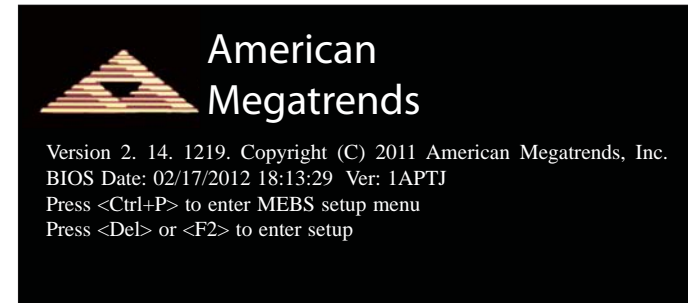 American
Megatrends
Version 2. 14. 1219. Copyright (C) 2011 American Megatrends, Inc.
BIOS Date: 02/17/2012 18:13:29 Ver: 1APTJ
Press <Ctrl+P> to enter MEBS setup menu
Press <Del> or <F2> to enter setup